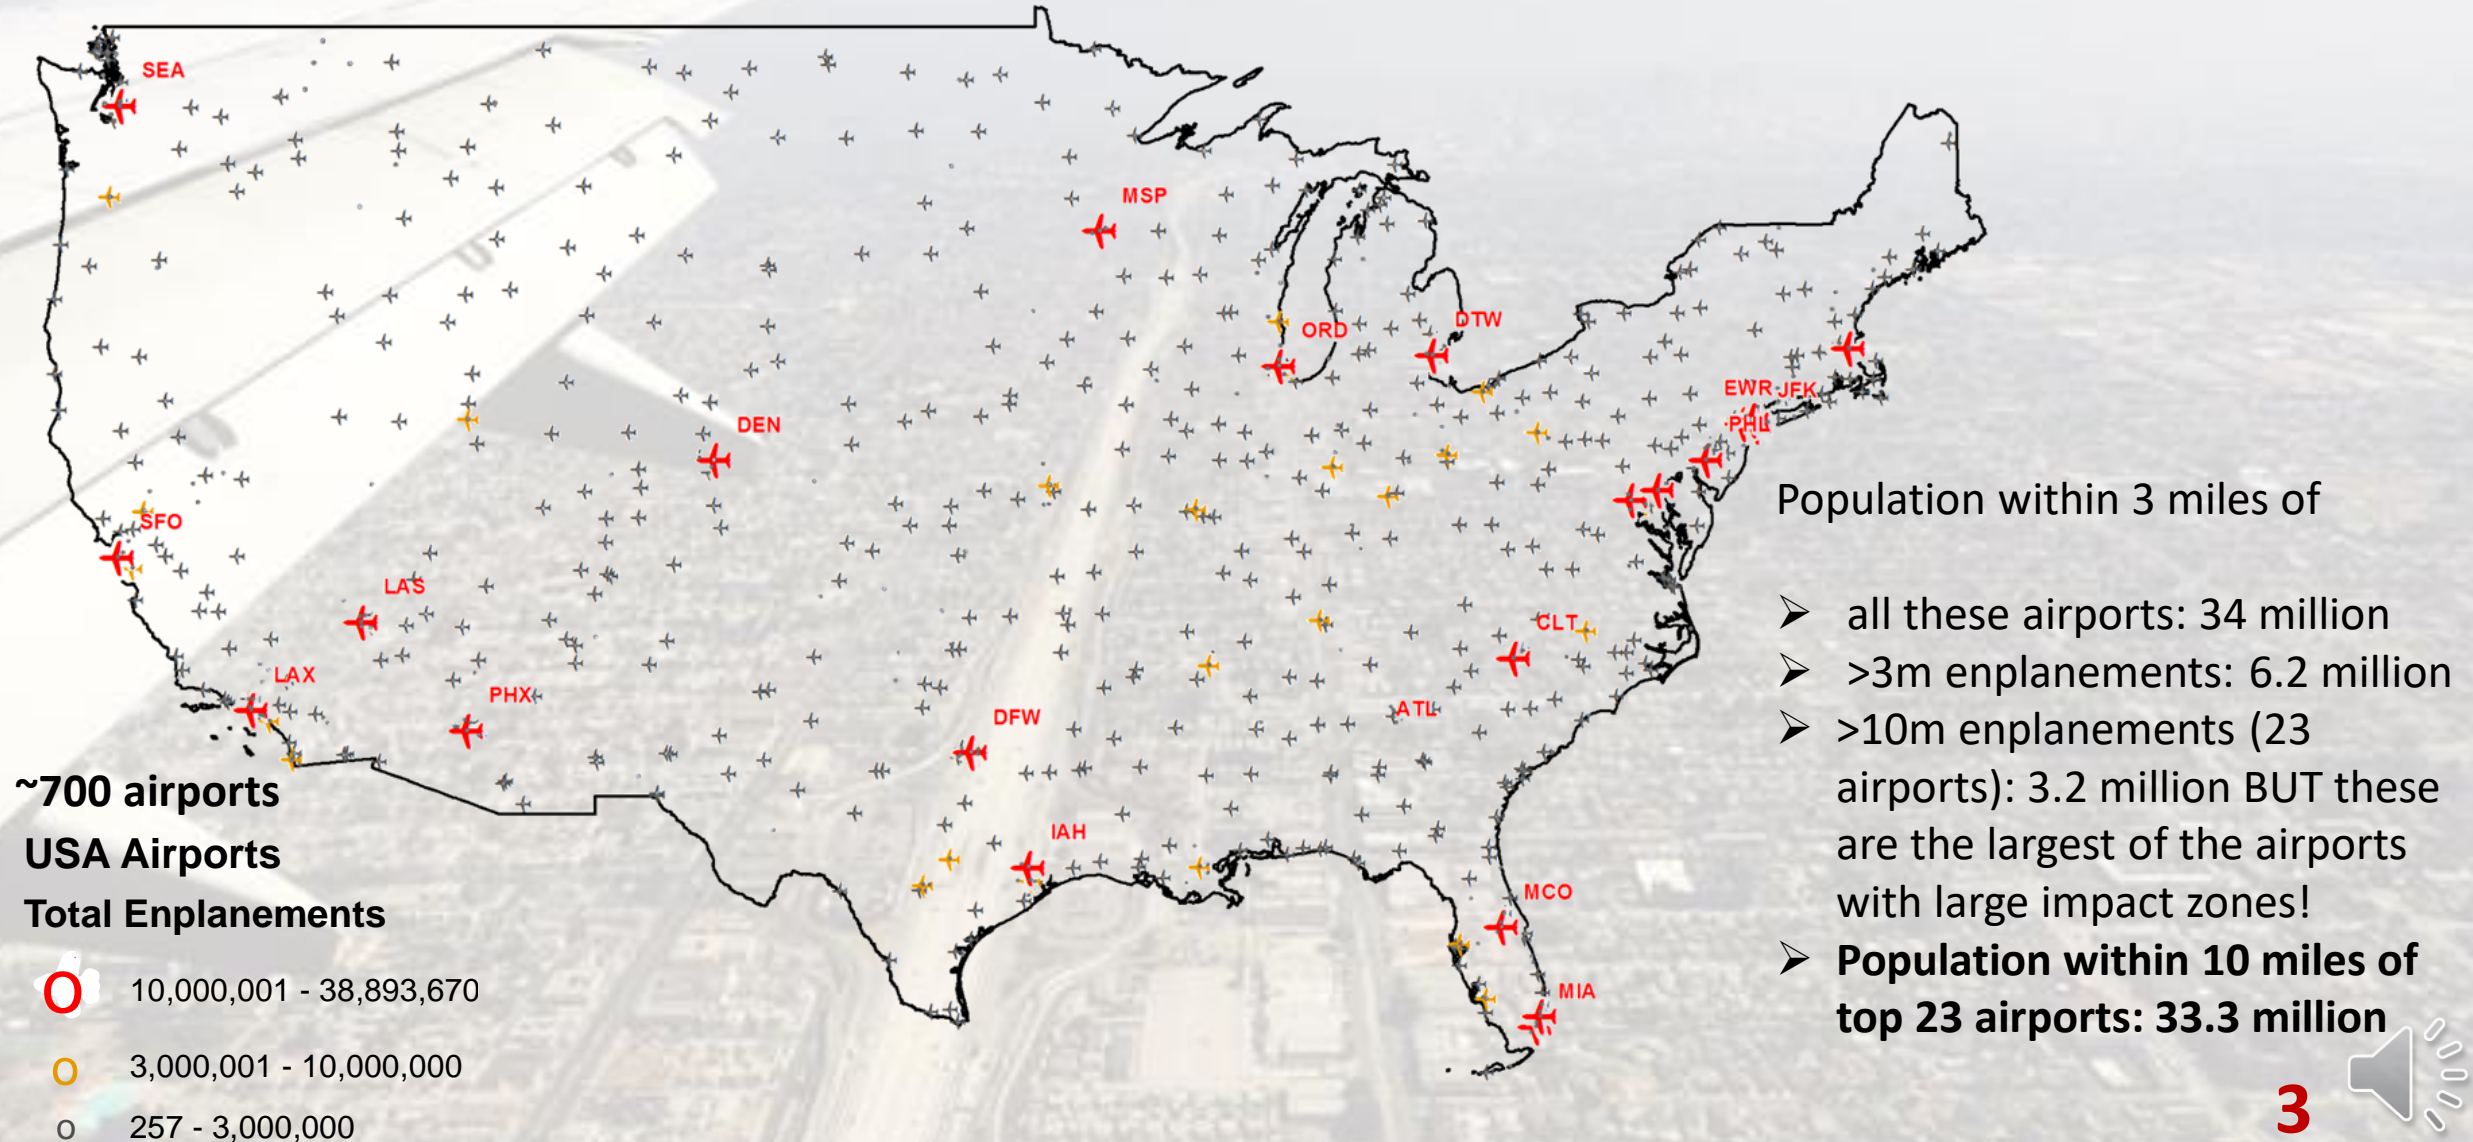 SEA
MSP
ORD
DTW
EWR JFK
PHL
DEN
SFO
LAS
LAX
PHX
CLT
ATL
DFW
IAH
MCO
MIA
~700 airports
USA Airports
Total Enplanements
O 10,000,001 - 38,893,670
O 3,000,001 - 10,000,000
O 257 - 3,000,000
Population within 3 miles of
➢ all these airports: 34 million
➢ >3m enplanements: 6.2 million
➢ >10m enplanements (23
airports): 3.2 million BUT these
are the largest of the airports
with large impact zones!
➢ Population within 10 miles of
top 23 airports: 33.3 million
3